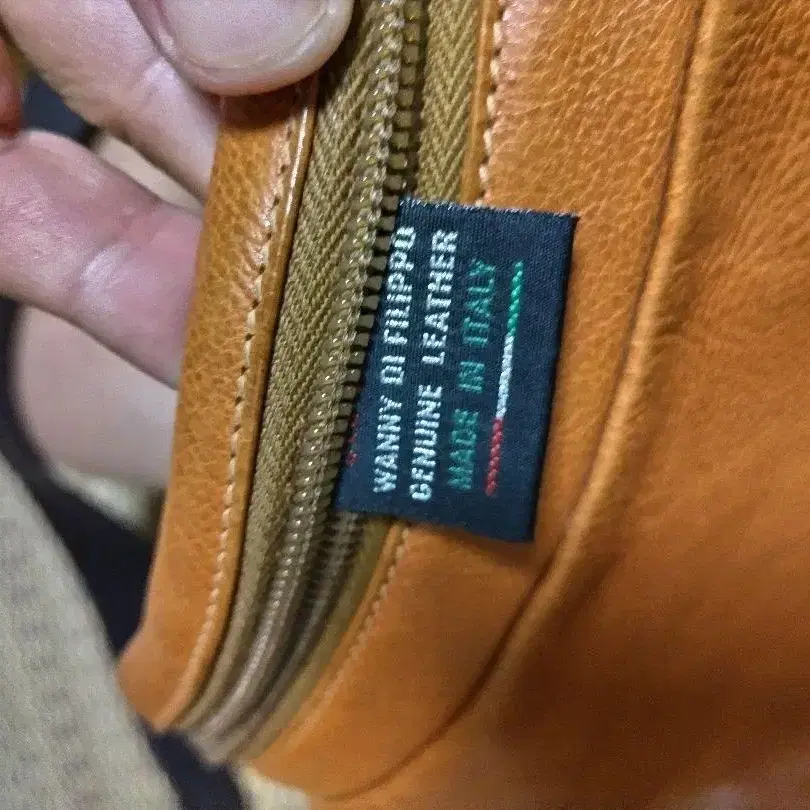 WANNY DI FILIPPO
GENUINE LEATHER
MADE IN ITALY